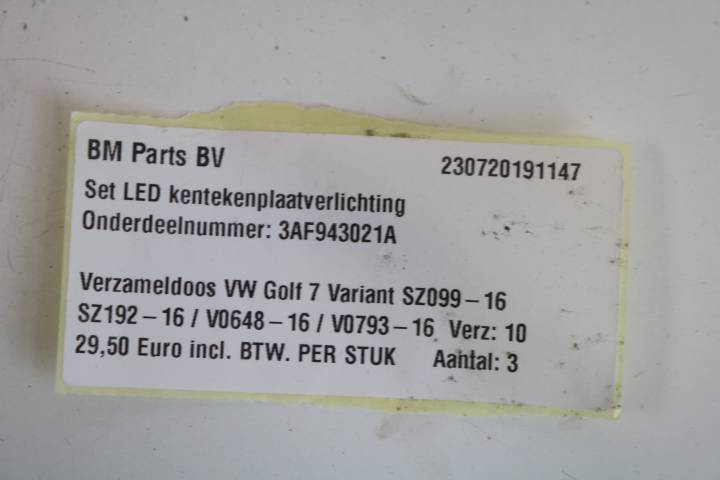 BM Parts BV 230720191147
Set LED kentekenplaatverlichting
Onderdeelnummer: 3AF943021A
Verzameldoos VW Golf 7 Variant SZ099-16
SZ192-16 / V0648-16 / V0793-16 Verz: 10
29,50 Euro incl. BTW. PER STUK Aantal: 3